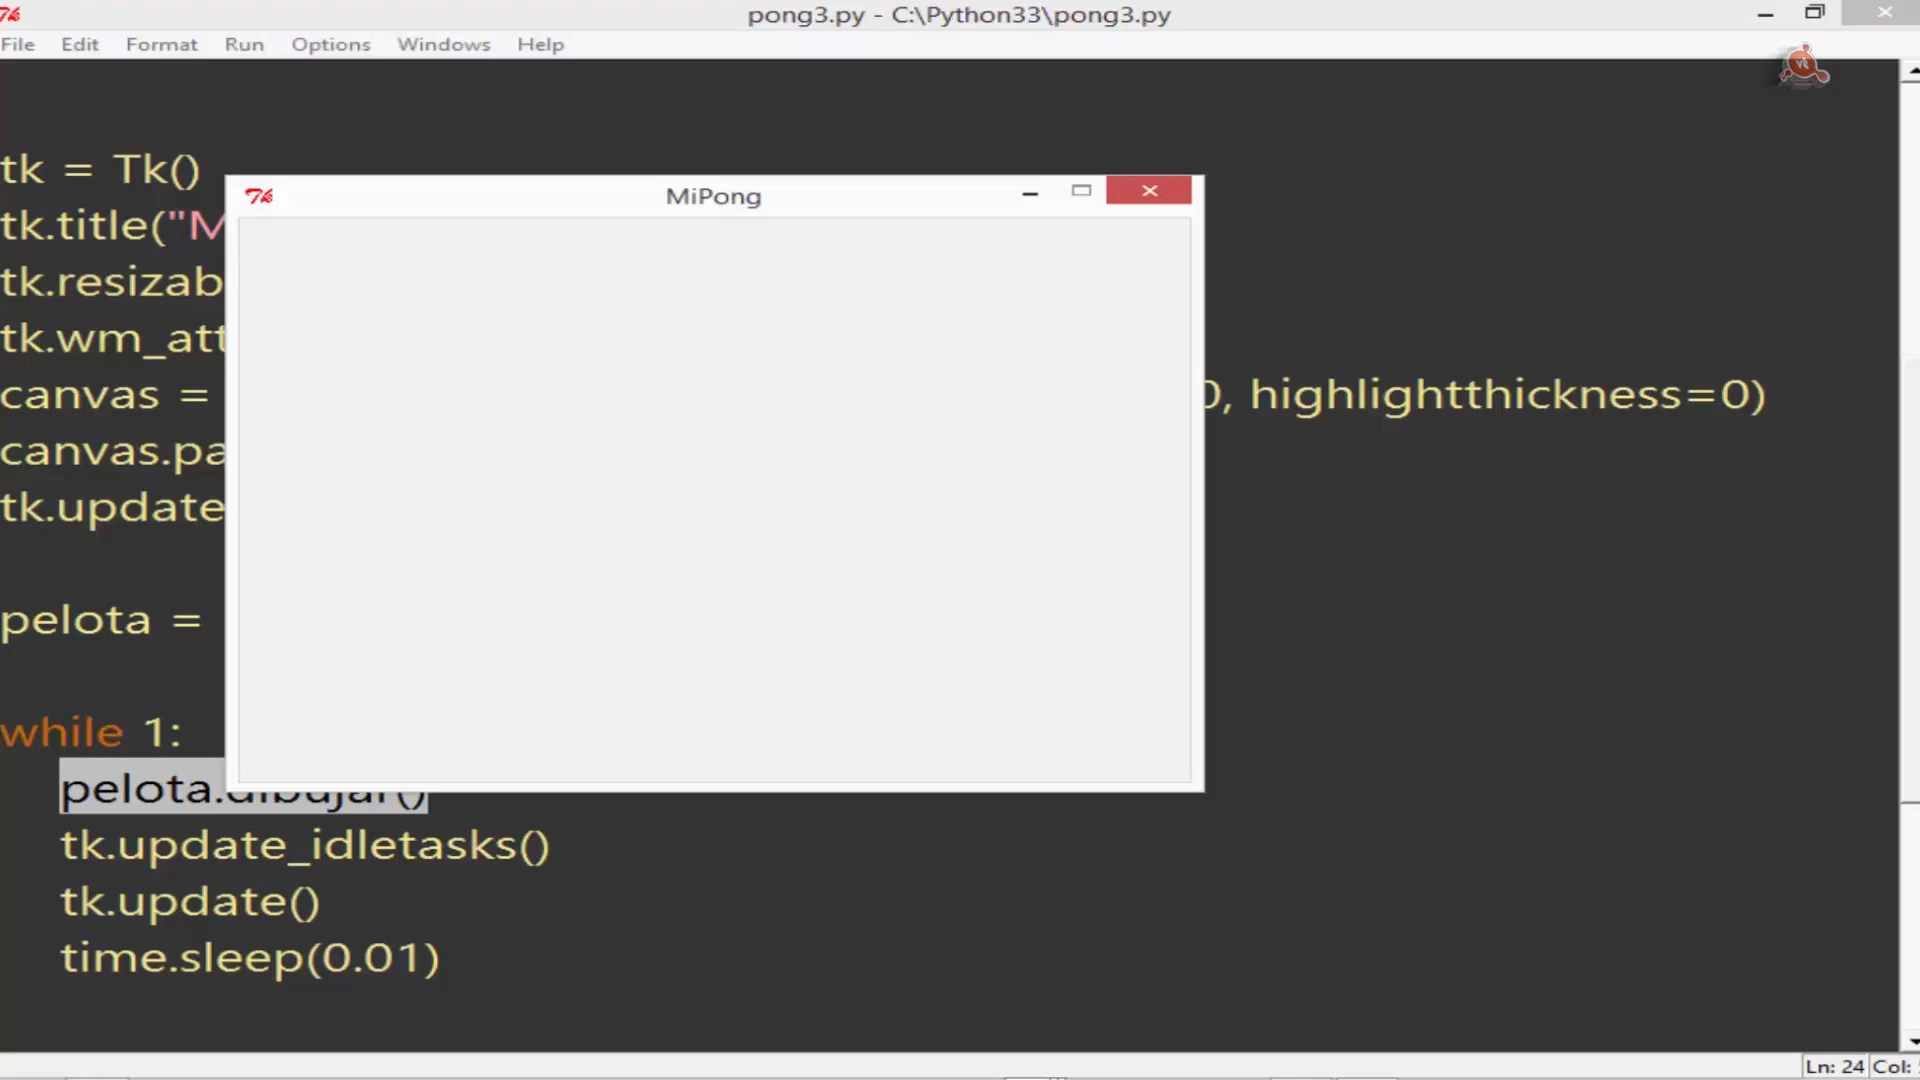 pong3.py - C:\Python33\pong3.py
File Edit Format Run Options Windows Help
tk = Tk()
MiPong
tk.title("M
tk.resizab
tk.wm_att
canvas = 0, highlightthickness=0)
canvas.pa
tk.update
pelota =
while 1:
pelota.dibujar()
tk.update_idletasks()
tk.update()
time.sleep(0.01)
Ln: 24 Col: